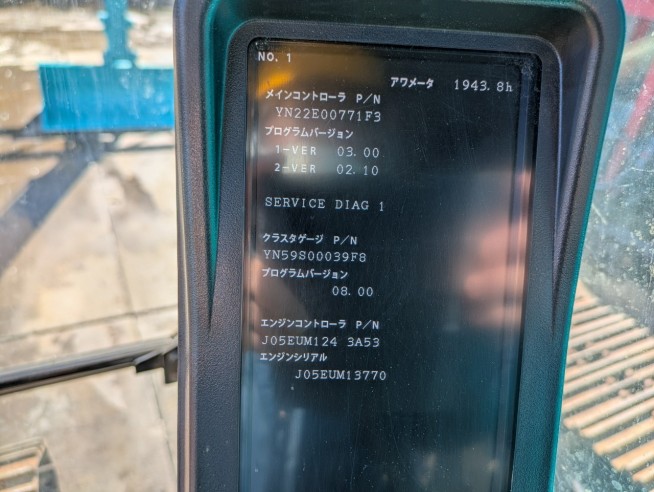 NO. 1
アワメータ 1943.8h
メインコントローラ P/N
YN22E00771F3
プログラムバージョン
1-VER 03.00
2-VER 02.10
SERVICE DIAG 1
クラスタゲージ P/N
YN59S00039F8
プログラムバージョン
08.00
エンジンコントローラ P/N
J05EUM124 3A53
エンジンシリアル
J05EUM13770